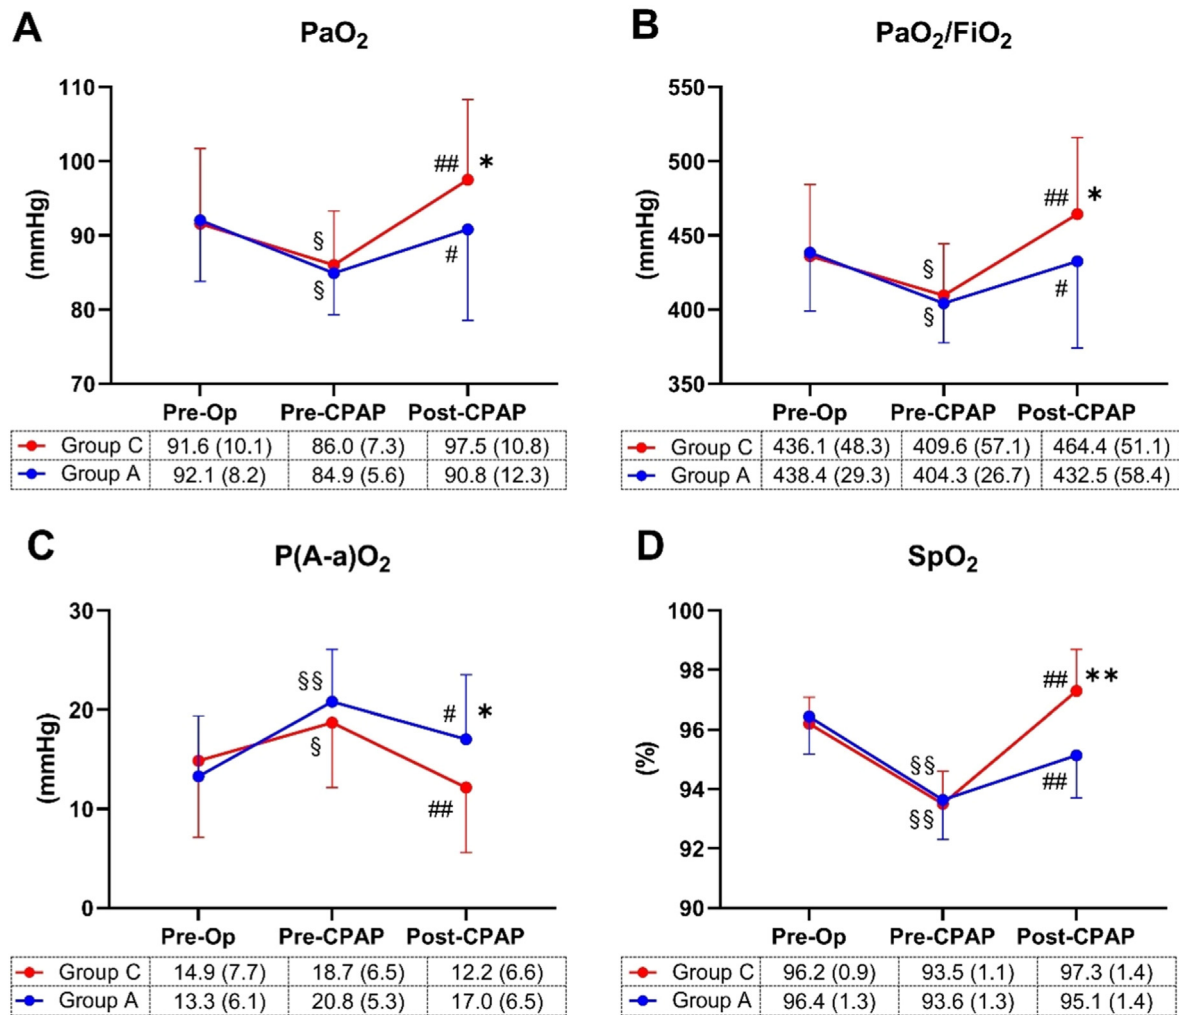 A
PaO2
(mmHg)
110
100
90
80
70
## *
§
§
#
Pre-Op Pre-CPAP Post-CPAP
Group C 91.6 (10.1) 86.0 (7.3) 97.5 (10.8)
Group A 92.1 (8.2) 84.9 (5.6) 90.8 (12.3)
B
PaO2/FiO2
(mmHg)
550
500
450
400
350
## *
§
§
#
Pre-Op Pre-CPAP Post-CPAP
Group C 436.1 (48.3) 409.6 (57.1) 464.4 (51.1)
Group A 438.4 (29.3) 404.3 (26.7) 432.5 (58.4)
C
P(A-a)O2
(mmHg)
30
20
10
0
§§
§
# *
##
Pre-Op Pre-CPAP Post-CPAP
Group C 14.9 (7.7) 18.7 (6.5) 12.2 (6.6)
Group A 13.3 (6.1) 20.8 (5.3) 17.0 (6.5)
D
SpO2
(%)
100
98
96
94
92
90
## **
§§
§§
##
Pre-Op Pre-CPAP Post-CPAP
Group C 96.2 (0.9) 93.5 (1.1) 97.3 (1.4)
Group A 96.4 (1.3) 93.6 (1.3) 95.1 (1.4)